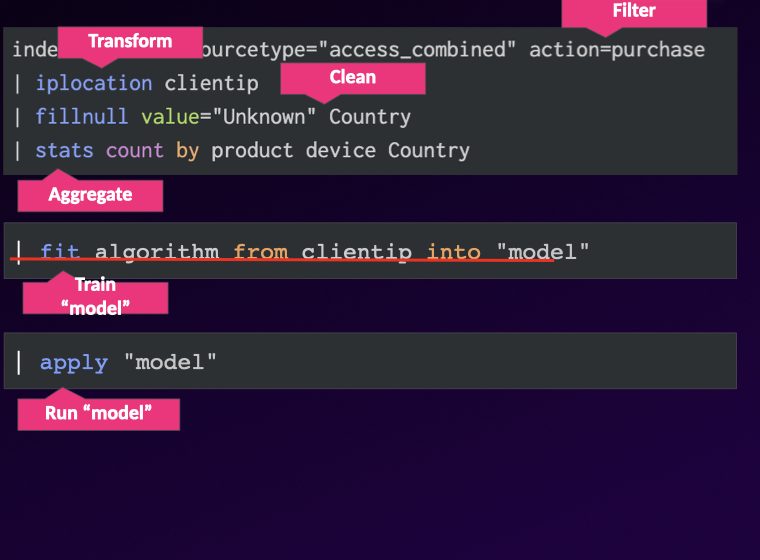 Filter
Transform
inde ourcetype="access_combined" action=purchase
| iplocation clientip
Clean
| fillnull value="Unknown" Country
| stats count by product device Country
Aggregate
| fit algorithm from clientip into "model"
Train
“model”
| apply "model"
Run “model”